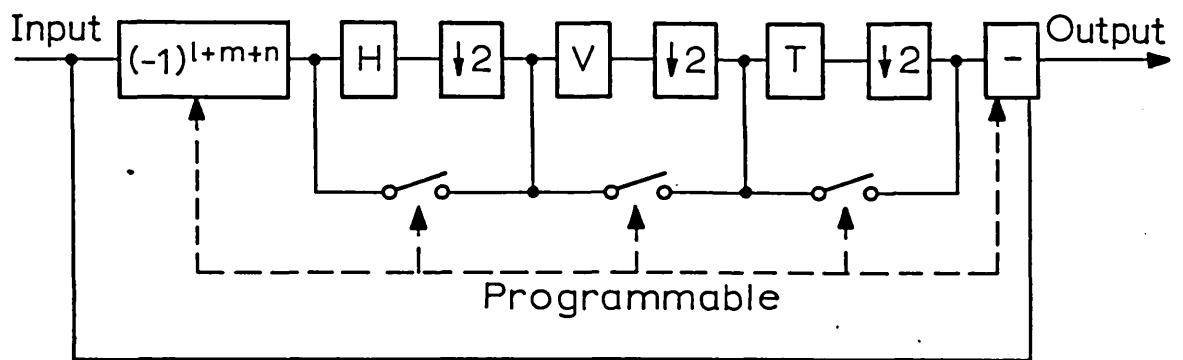 Input
(-1)^{l+m+n}
H
↓2
V
↓2
T
↓2
-
Output
Programmable